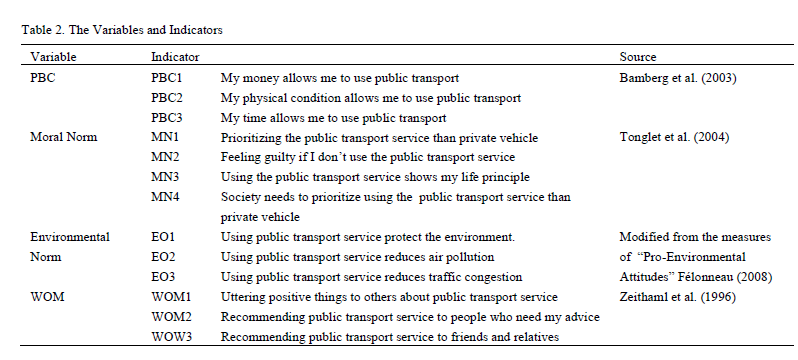 Table 2. The Variables and Indicators
Variable Indicator Source
PBC PBC1 My money allows me to use public transport Bamberg et al. (2003)
PBC2 My physical condition allows me to use public transport
PBC3 My time allows me to use public transport
Moral Norm MN1 Prioritizing the public transport service than private vehicle Tonglet et al. (2004)
MN2 Feeling guilty if I don't use the public transport service
MN3 Using the public transport service shows my life principle
MN4 Society needs to prioritize using the public transport service than
private vehicle
Environmental EO1 Using public transport service protect the environment. Modified from the measures
Norm EO2 Using public transport service reduces air pollution of "Pro-Environmental
EO3 Using public transport service reduces traffic congestion Attitudes" Félonneau (2008)
WOM WOM1 Uttering positive things to others about public transport service Zeithaml et al. (1996)
WOM2 Recommending public transport service to people who need my advice
WOW3 Recommending public transport service to friends and relatives